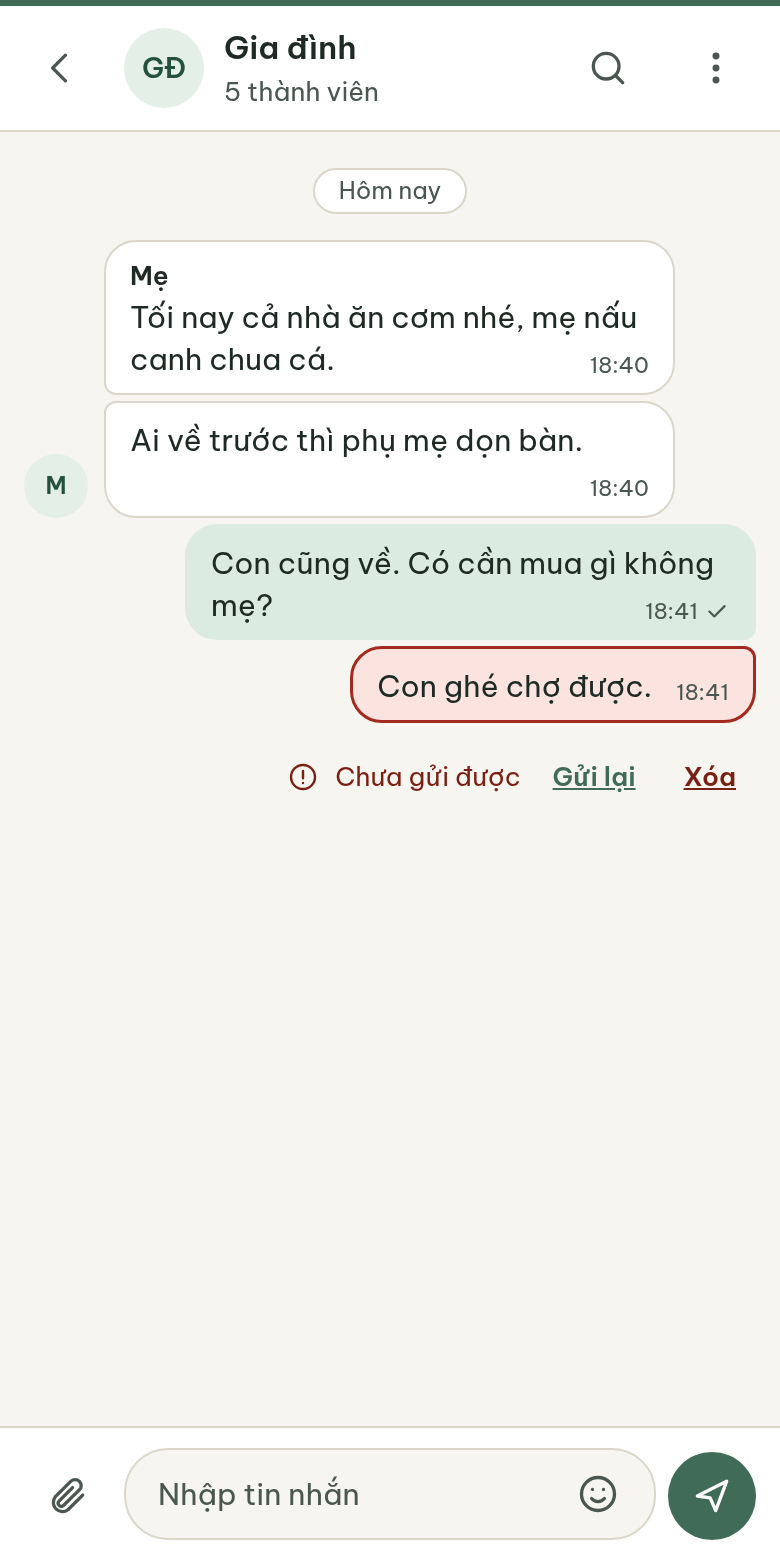 GĐ
Gia đình
5 thành viên
Hôm nay
Mẹ
Tối nay cả nhà ăn cơm nhé, mẹ nấu
canh chua cá.
18:40
Ai về trước thì phụ mẹ dọn bàn.
18:40
M
Con cũng về. Có cần mua gì không
mẹ?
18:41
Con ghé chợ được.
18:41
Chưa gửi được
Gửi lại
Xóa
Nhập tin nhắn